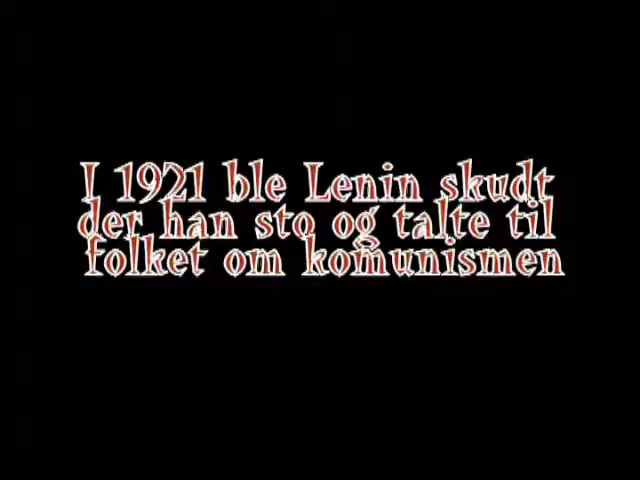 I 1921 ble Lenin skudt
der han sto og talte til
folket om komunismen